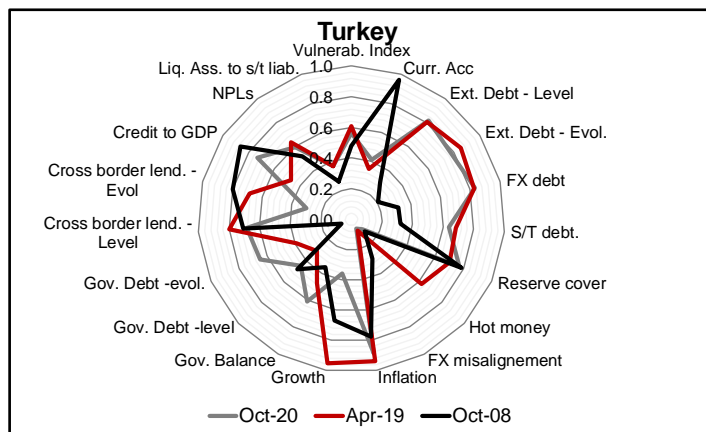 Turkey
Vulnerab. Index
Liq. Ass. to s/t liab.
Curr. Acc
NPLs
Ext. Debt - Level
Credit to GDP
Ext. Debt - Evol.
Cross border lend. -
Evol
FX debt
Cross border lend. -
Level
S/T debt.
Gov. Debt -evol.
Reserve cover
Gov. Debt -level
Hot money
Gov. Balance
FX misalignement
Growth
Inflation
1.0
0.8
0.6
0.4
0.2
0.0
Oct-20
Apr-19
Oct-08